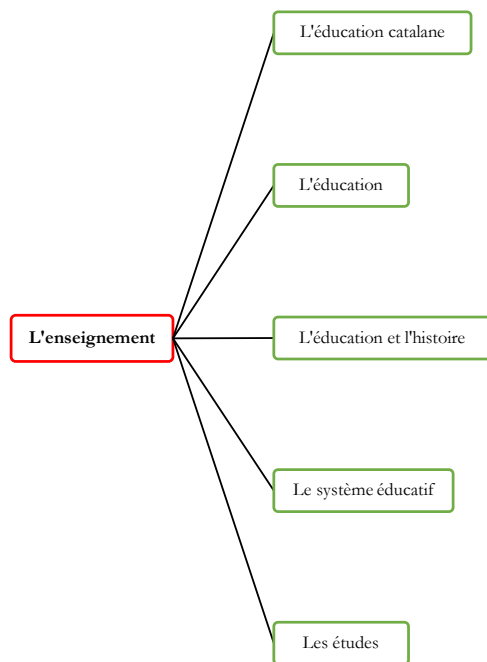 L'éducation catalane
L'éducation
L'enseignement
L'éducation et l'histoire
Le système éducatif
Les études